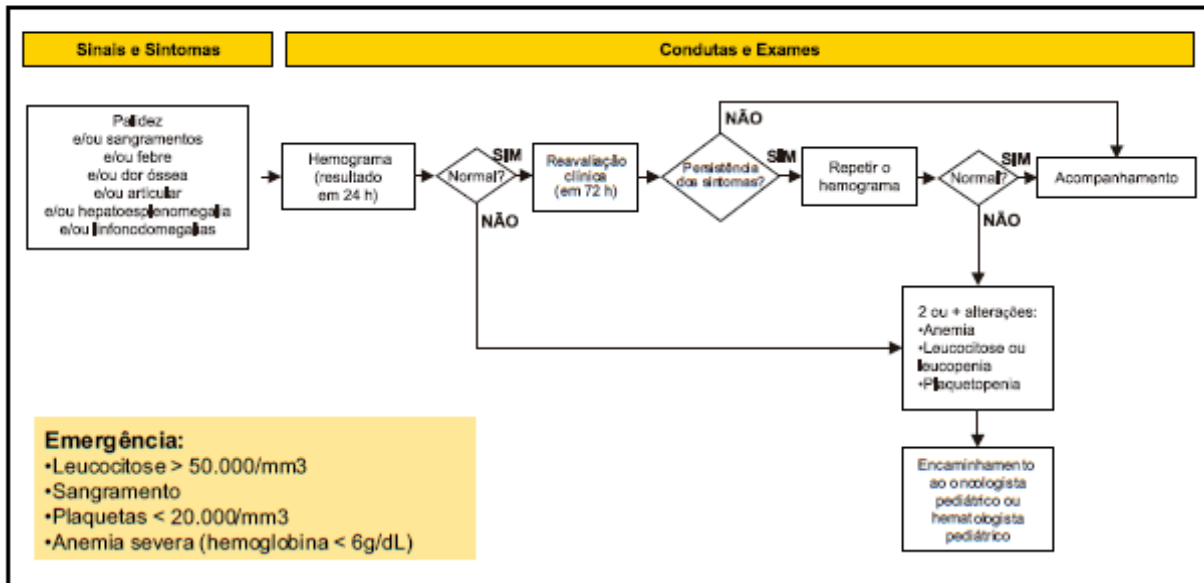 Sinais e Sintomas
Condutas e Exames
Palidez
e/ou sangramentos
e/ou febre
e/ou dor óssea
e/ou articular
e/ou hepatoesplenomegalia
e/ou linfonodomegalias
Hemograma
(resultado
em 24 h)
Normal?
SIM
NÃO
Reavaliação
clínica
(em 72 h)
Persistência
dos sintomas?
NÃO
SIM
Repetir o
hemograma
Normal?
SIM
NÃO
Acompanhamento
2 ou + alterações:
•Anemia
•Leucocitose ou
leucopenia
•Plaquetopenia
Encaminhamento
ao oncologista
pediátrico ou
hematologista
pediátrico
Emergência:
•Leucocitose > 50.000/mm3
•Sangramento
•Plaquetas < 20.000/mm3
•Anemia severa (hemoglobina < 6g/dL)